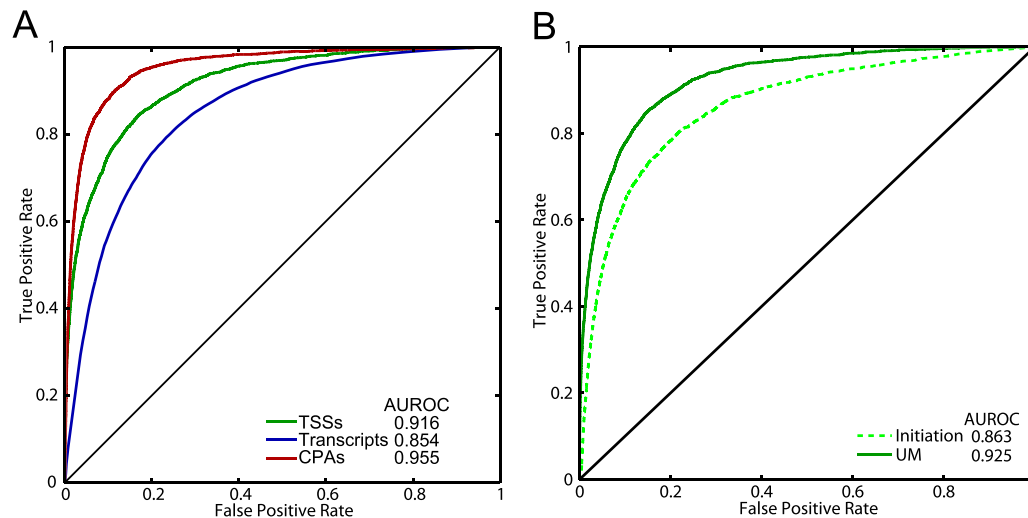 A
1
0.8
0.6
0.4
0.2
0
True Positive Rate
AUROC
TSSs 0.916
Transcripts 0.854
CPAs 0.955
0 0.2 0.4 0.6 0.8 1
False Positive Rate
B
1
0.8
0.6
0.4
0.2
0
True Positive Rate
AUROC
Initiation 0.863
UM 0.925
0 0.2 0.4 0.6 0.8
False Positive Rate